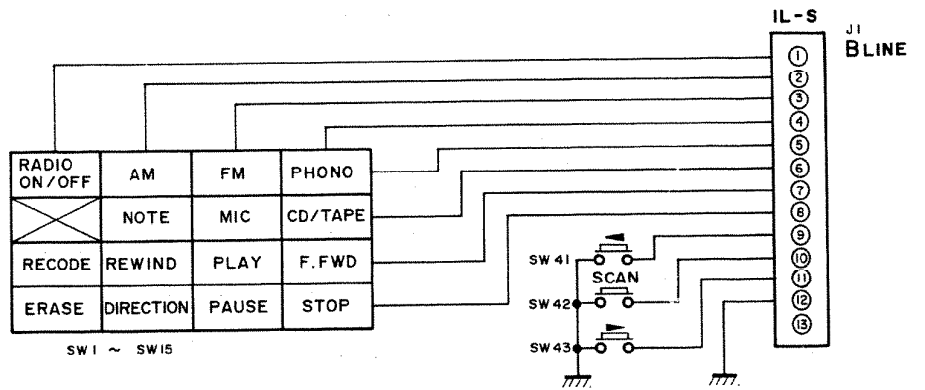 IL-S
J1
BLINE
1
2
3
4
5
6
7
8
9
10
11
12
13
RADIO ON/OFF AM FM PHONO
NOTE MIC CD/TAPE
RECODE REWIND PLAY F.FWD
ERASE DIRECTION PAUSE STOP
SW1 ~ SW15
SW41
SCAN
SW42
SW43